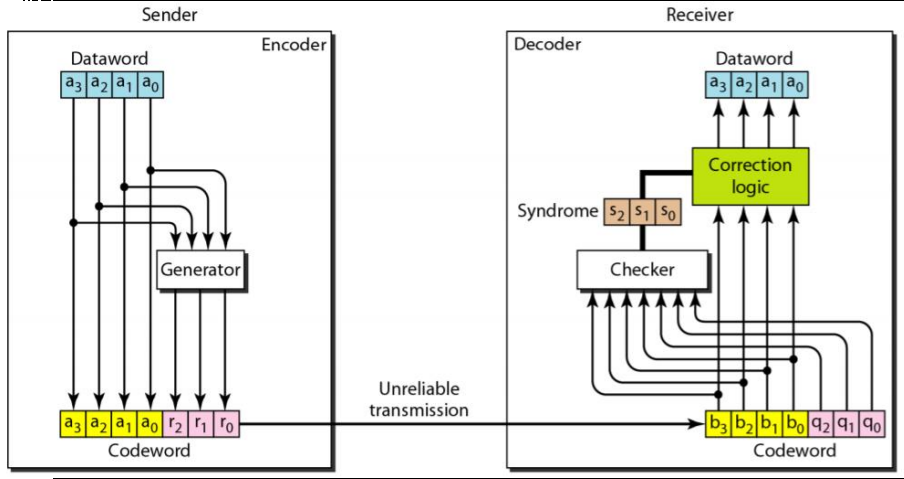 Sender
Receiver
Encoder
Decoder
Dataword
a3 a2 a1 a0
Dataword
a3 a2 a1 a0
Correction
logic
Syndrome s2 s1 s0
Generator
Checker
Unreliable
transmission
a3 a2 a1 a0 r2 r1 r0
Codeword
b3 b2 b1 b0 q2 q1 q0
Codeword